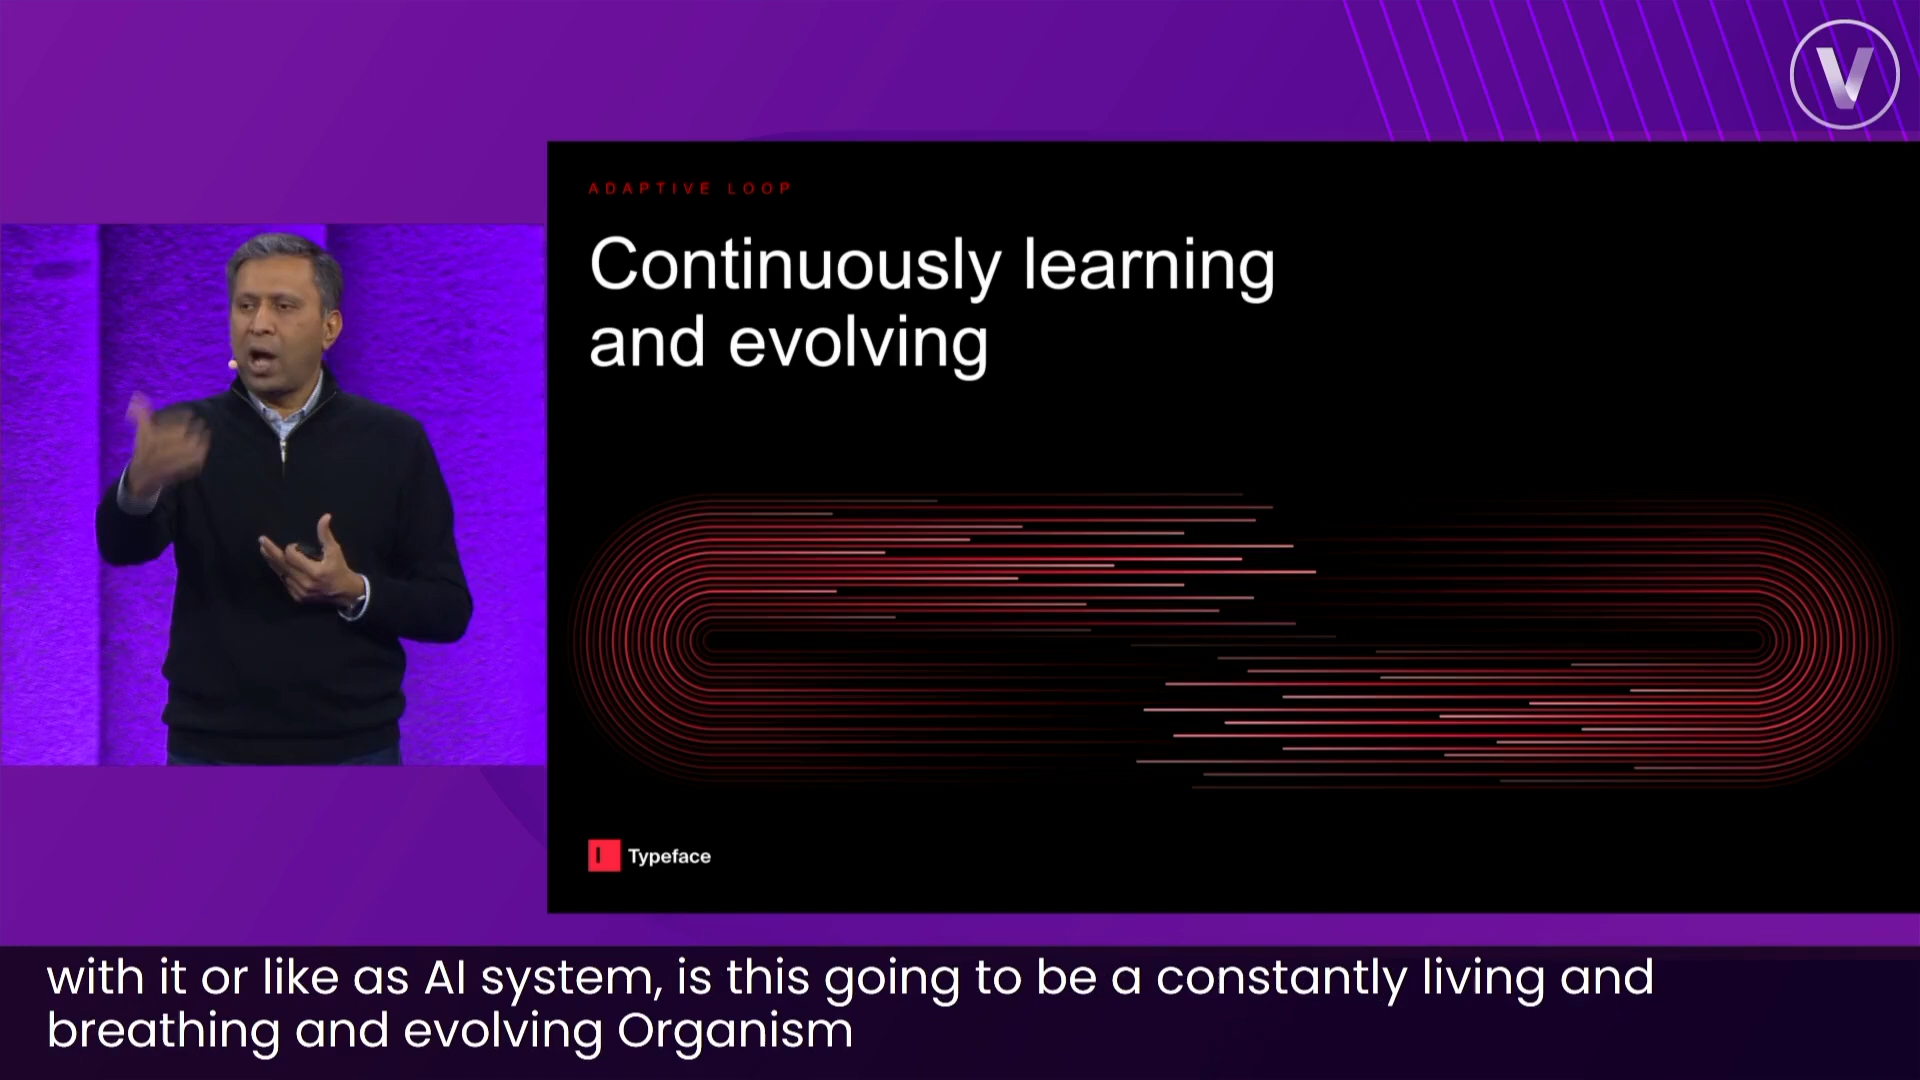 V
ADAPTIVE LOOP
Continuously learning
and evolving
Typeface
with it or like as AI system, is this going to be a constantly living and
breathing and evolving Organism